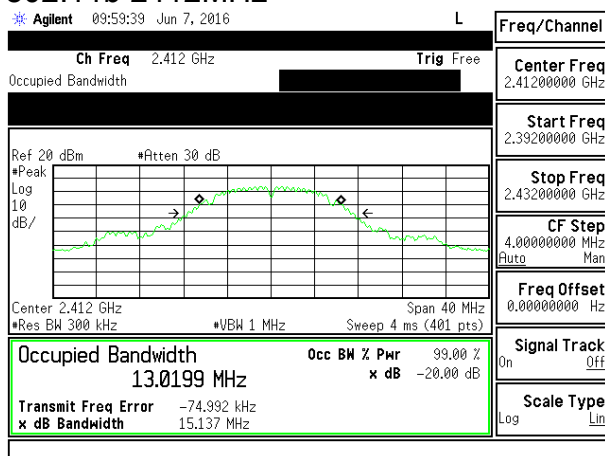 Agilent 09:59:39 Jun 7, 2016 L
Freq/Channel
Ch Freq 2.412 GHz Trig Free
Occupied Bandwidth
Center Freq
2.41200000 GHz
Start Freq
2.39200000 GHz
Stop Freq
2.43200000 GHz
CF Step
4.00000000 MHz
Auto Man
Freq Offset
0.00000000 Hz
Signal Track
On Off
Scale Type
Log Lin
Ref 20 dBm #Atten 30 dB
#Peak
Log
10
dB/
Center 2.412 GHz Span 40 MHz
#Res BW 300 kHz #VBW 1 MHz Sweep 4 ms (401 pts)
Occupied Bandwidth Occ BW % Pwr 99.00 %
13.0199 MHz x dB -20.00 dB
Transmit Freq Error -74.992 kHz
x dB Bandwidth 15.137 MHz